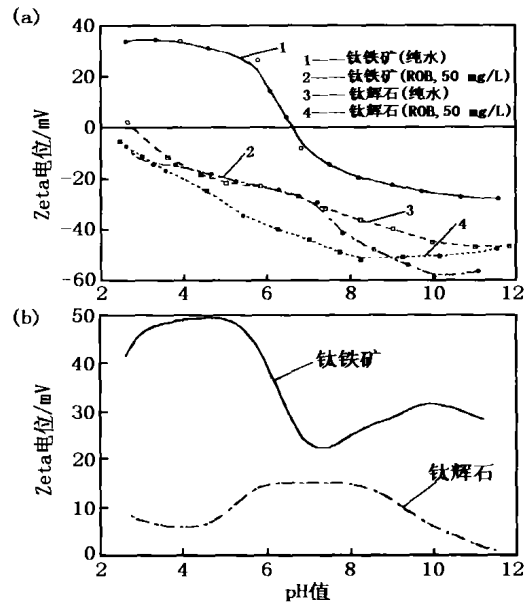 (a)
40
20
0
-20
-40
-60
Zeta电位/mV
1
1——钛铁矿(纯水)
2——钛铁矿(ROB, 50 mg/L)
3——钛辉石(纯水)
4——钛辉石(ROB, 50 mg/L)
2
3
4
2 4 6 8 10 12
(b)
50
40
30
20
10
0
Zeta电位/mV
钛铁矿
钛辉石
2 4 6 8 10 12
pH值